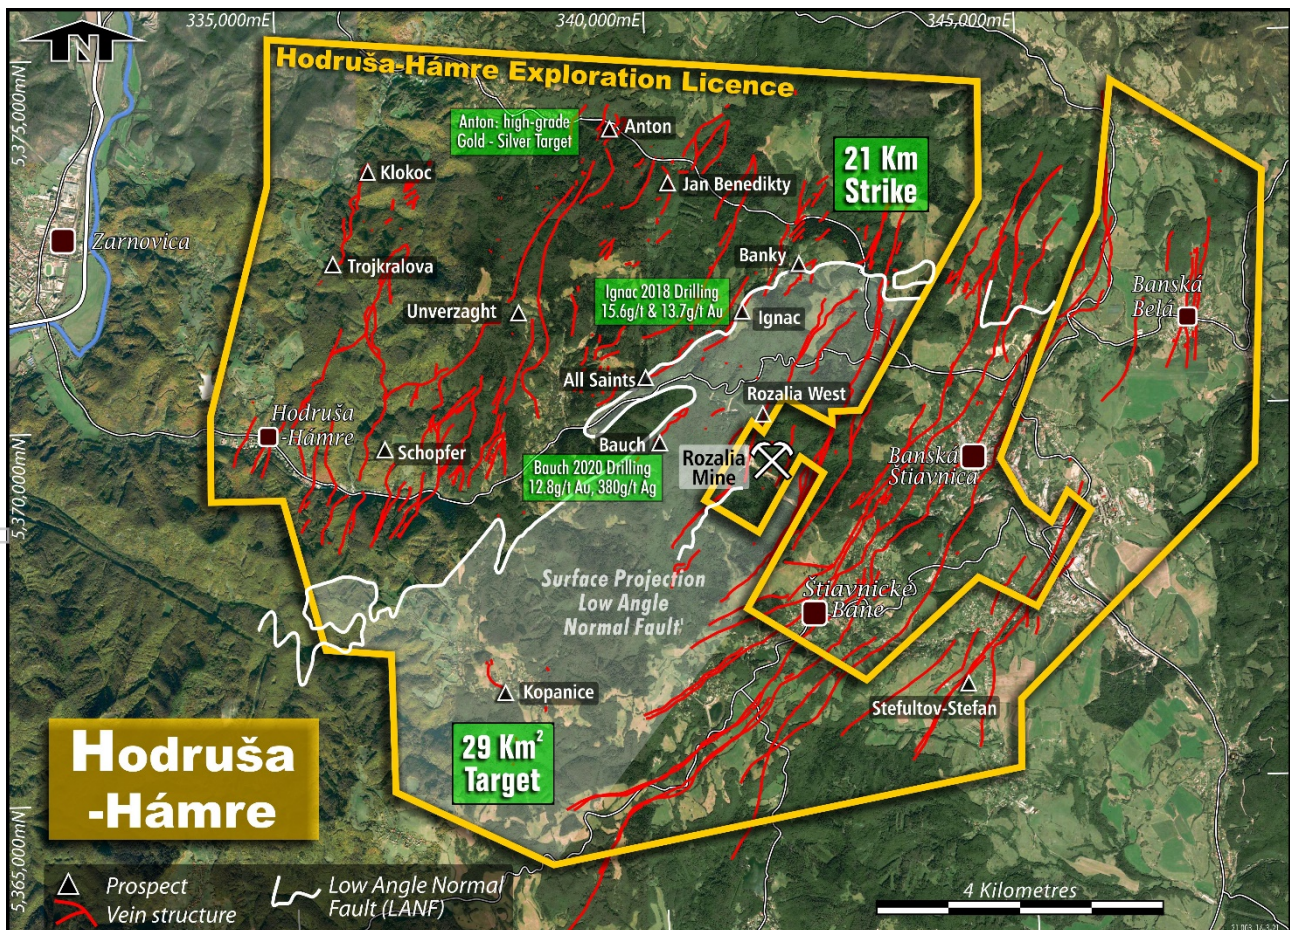 335,000mE
340,000mE
345,000mE
N
Hodruša-Hámre Exploration Licence
5,375,000mN
Anton: high-grade
Gold - Silver Target
Anton
21 Km
Strike
Klokoc
Jan Benedikty
Zarnovica
Trojkralova
Banky
Unverzaght
Ignac 2018 Drilling
15.6g/t & 13.7g/t Au
Ignac
Banská
Belá
All Saints
Rozalia West
Hodruša
-Hámre
Schopfer
Bauch
Rozalia
Mine
Banská
Štiavnica
Bauch 2020 Drilling
12.8g/t Au, 380g/t Ag
5,370,000mN
Surface Projection
Low Angle
Normal Fault¹
Štiavnické
Bane
Kopanice
Stefultov-Stefan
29 Km²
Target
Hodruša
-Hámre
5,365,000mN
Prospect
Vein structure
Low Angle Normal
Fault (LANF)
4 Kilometres